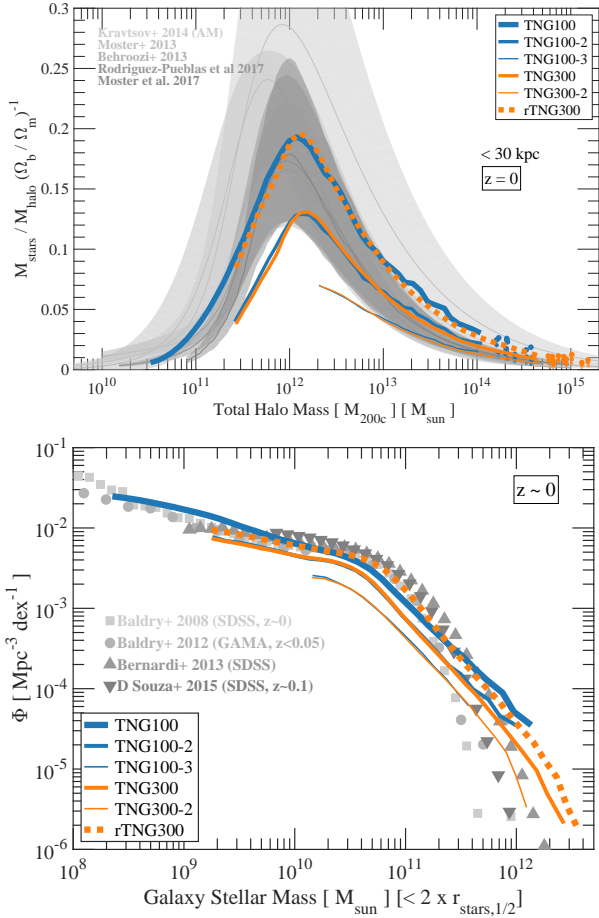 0.3
0.25
0.2
0.15
0.1
0.05
0
M_stars / M_halo (Ω_b / Ω_m)^-1
Kravtsov+ 2014 (AM)
Moster+ 2013
Behroozi+ 2013
Rodriguez-Pueblas et al 2017
Moster et al. 2017
TNG100
TNG100-2
TNG100-3
TNG300
TNG300-2
rTNG300
< 30 kpc
z = 0
10^10 10^11 10^12 10^13 10^14 10^15
Total Halo Mass [ M_200c ] [ M_sun ]
10^-1
10^-2
10^-3
10^-4
10^-5
10^-6
Φ [ Mpc^-3 dex^-1 ]
z ~ 0
Baldry+ 2008 (SDSS, z~0)
Baldry+ 2012 (GAMA, z<0.05)
Bernardi+ 2013 (SDSS)
D Souza+ 2015 (SDSS, z~0.1)
TNG100
TNG100-2
TNG100-3
TNG300
TNG300-2
rTNG300
10^8 10^9 10^10 10^11 10^12
Galaxy Stellar Mass [ M_sun ] [< 2 x r_stars,1/2]